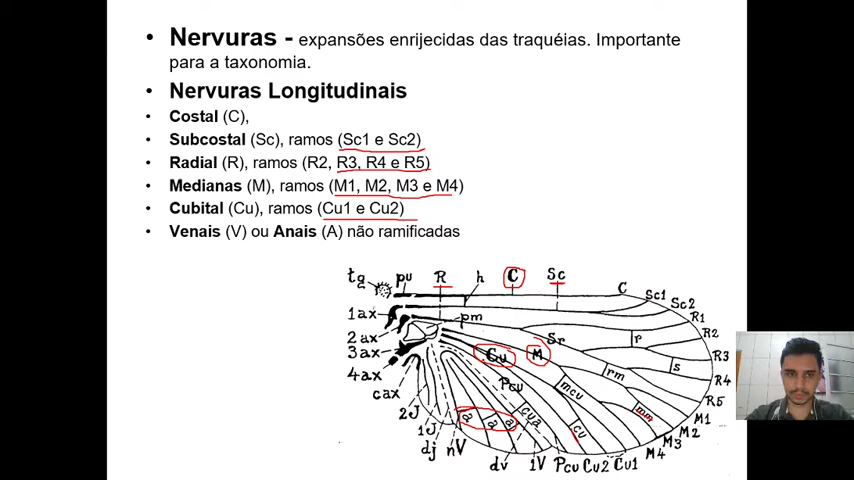 • Nervuras - expansões enrijecidas das traquéias. Importante
para a taxonomia.
• Nervuras Longitudinais
• Costal (C),
• Subcostal (Sc), ramos (Sc1 e Sc2)
• Radial (R), ramos (R2, R3, R4 e R5)
• Medianas (M), ramos (M1, M2, M3 e M4)
• Cubital (Cu), ramos (Cu1 e Cu2)
• Venais (V) ou Anais (A) não ramificadas
tg pu R h C Sc
C Sc1 Sc2
1ax pm R1
2ax Sr r R2
3ax Cu M R3
4ax rm s R4
cax Pcu mcu R5
2J a a a cua mm M1
1J cu M2
dj nV M3
dv 1V Pcu Cu2 Cu1 M4